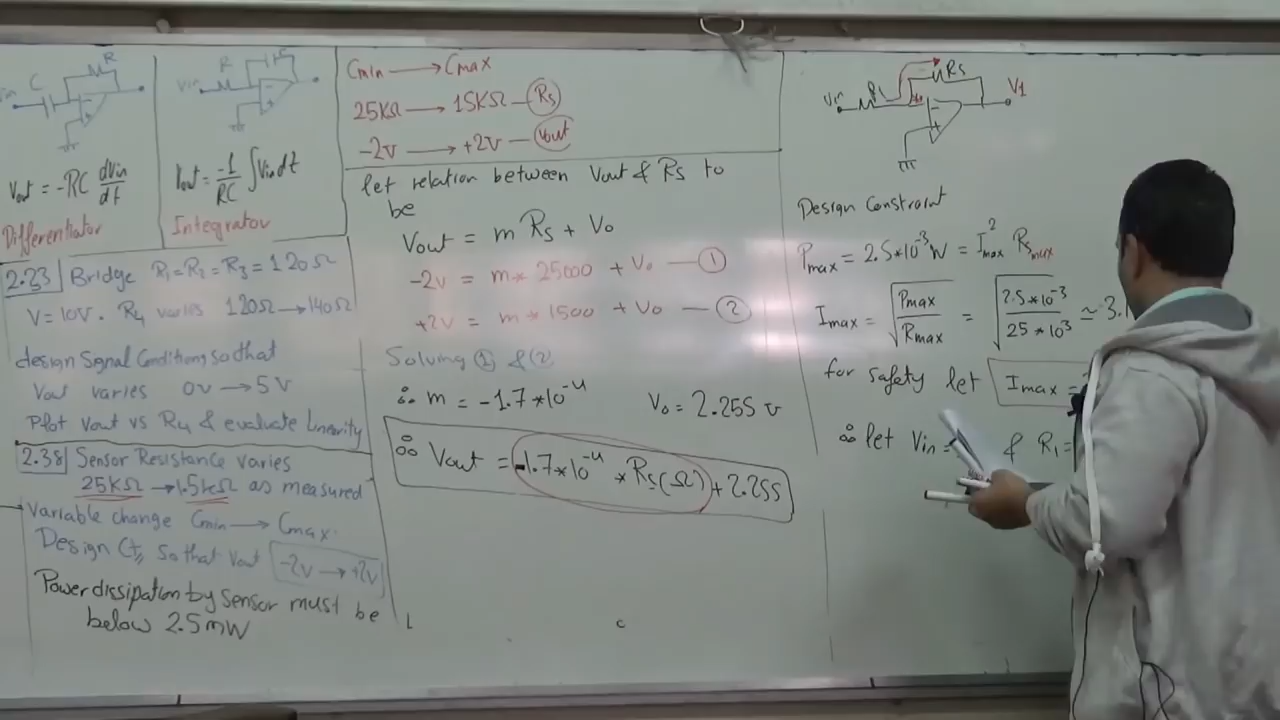 C
R
Vin
Vout = -RC dVin/dt
Differentiator
R
C
Vin
Vout = -1/RC ∫Vin dt
Integrator
2.23 Bridge R1=R2=R3=120Ω
V=10V. R4 varies 120Ω → 140Ω
design Signal Conditions so that
Vout varies 0V → 5V
Plot Vout vs R4 & evaluate Linearity
2.38 Sensor Resistance varies
25KΩ → 1.5kΩ as measured
Variable change Cmin → Cmax.
Design Ct, so that Vout -2V → +2V
Power dissipation by sensor must be
below 2.5mW
Cmin → Cmax
25KΩ → 15KΩ - Rs
-2V → +2V - Vout
let relation between Vout & Rs to
be
Vout = m Rs + Vo
-2V = m* 25000 + Vo - 1
+2V = m* 1500 + Vo - 2
Solving 1 & 2
∴ m = -1.7*10^-4 Vo = 2.255 V
∴ Vout = -1.7*10^-4 * Rs(Ω) + 2.255
Vin
R1
Rs
V1
Design Constraint
Pmax = 2.5*10^-3 W = I²max Rsmax
Imax = √(Pmax/Rmax) = √(2.5*10^-3/25*10^3) ≃ 3.1
for safety let Imax =
∴ let Vin = & R1 =